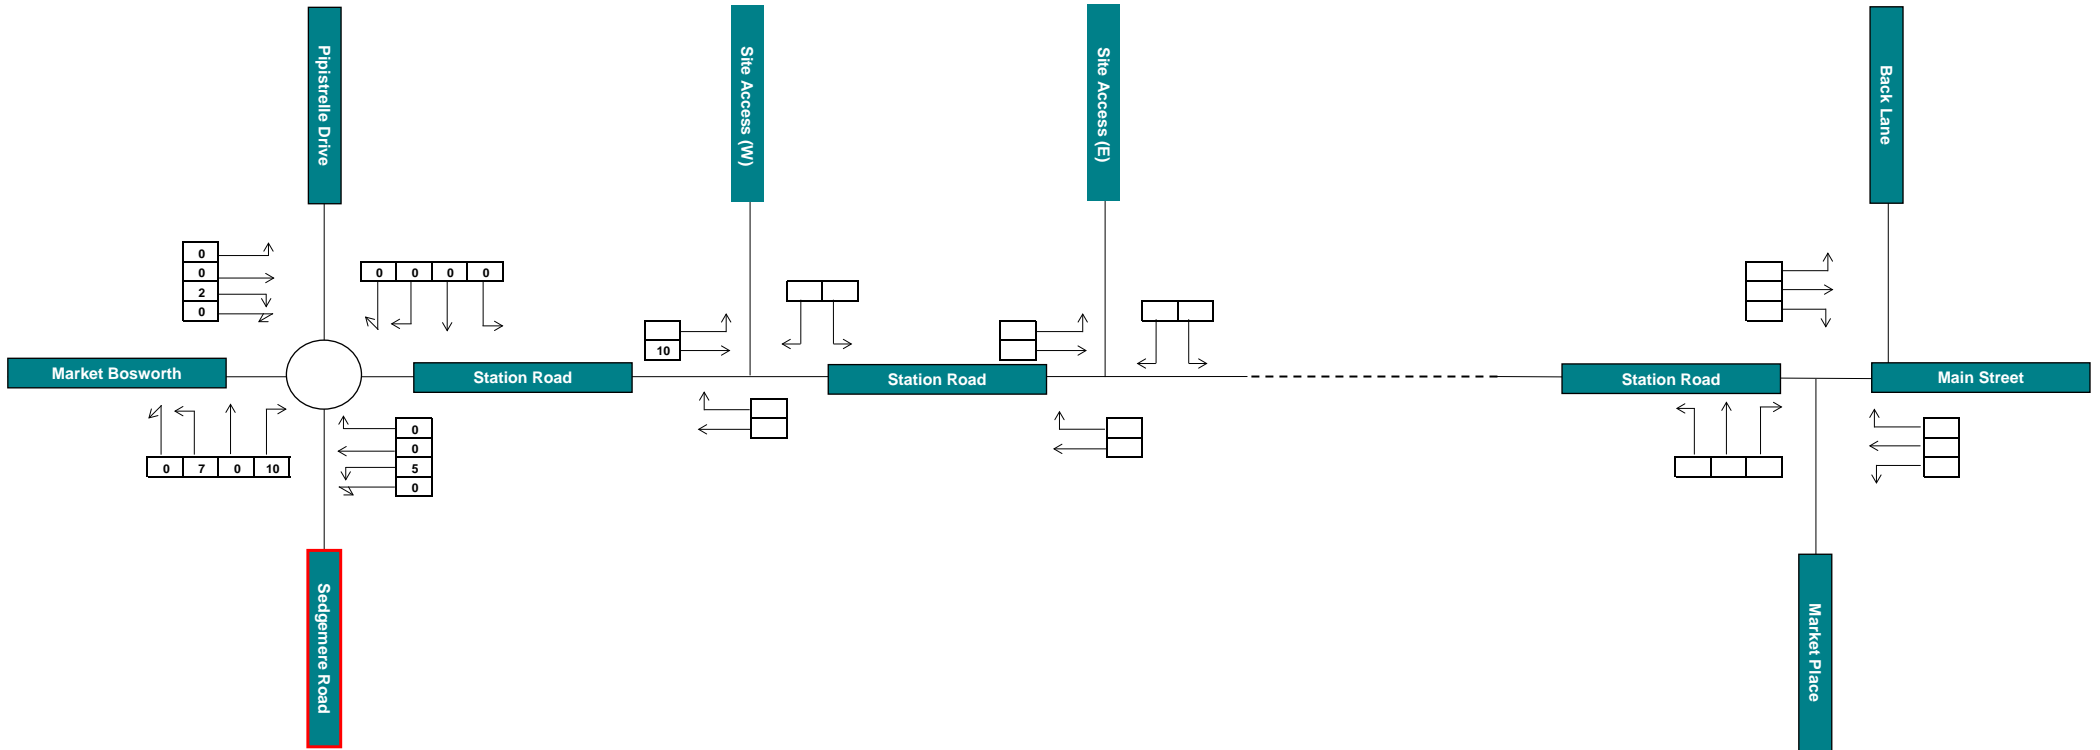 Pipistrelle Drive
Site Access (W)
Site Access (E)
Back Lane
0
0
2
0
0 0 0 0
10
Market Bosworth
Station Road
Station Road
Station Road
Main Street
0 7 0 10
0
0
5
0
Sedgemere Road
Market Place